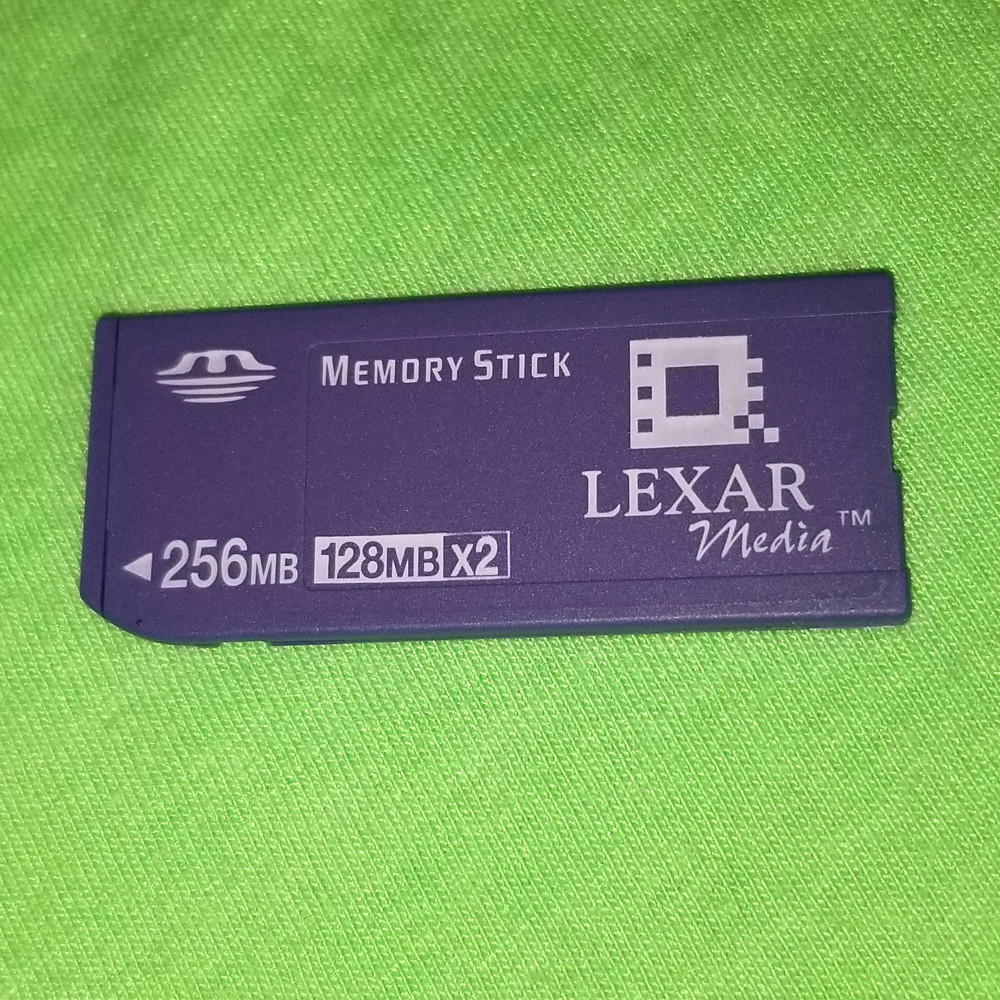 MEMORY STICK
LEXAR
Media™
256MB 128MB X2